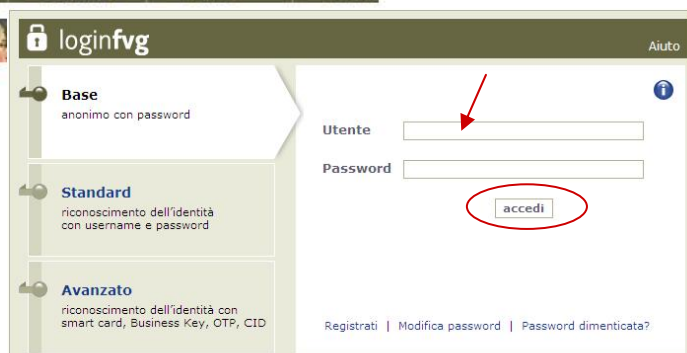 loginfvg
Aiuto
Base
anonimo con password
Standard
riconoscimento dell'identità
con username e password
Avanzato
riconoscimento dell'identità con
smart card, Business Key, OTP, CID
Utente
Password
accedi
Registrati | Modifica password | Password dimenticata?